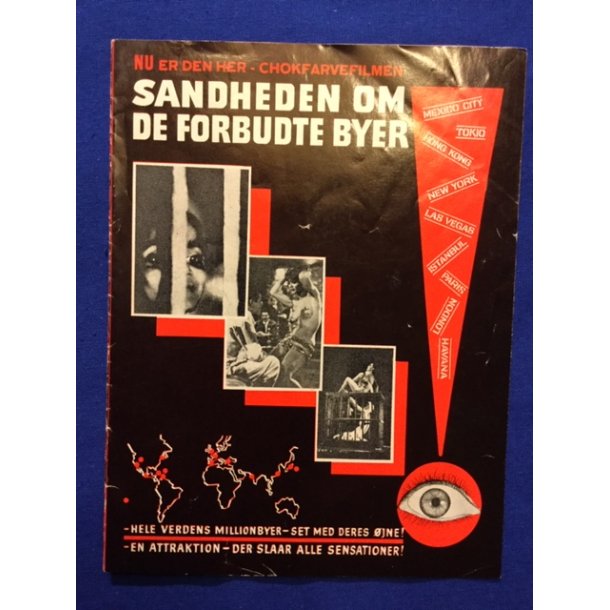 NU ER DEN HER - CHOKFARVEFILMEN
SANDHEDEN OM
DE FORBUDTE BYER
MEXICO CITY
TOKIO
HONG KONG
NEW YORK
LAS VEGAS
ISTANBUL
PARIS
LONDON
HAVANA
-HELE VERDENS MILLIONBYER-SET MED DERES ØJNE!
-EN ATTRAKTION-DER SLAAR ALLE SENSATIONER!